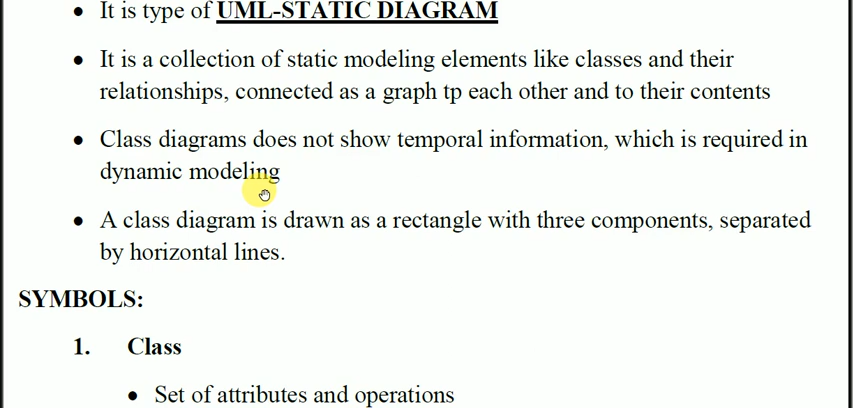 • It is type of UML-STATIC DIAGRAM
• It is a collection of static modeling elements like classes and their
relationships, connected as a graph tp each other and to their contents
• Class diagrams does not show temporal information, which is required in
dynamic modeling
• A class diagram is drawn as a rectangle with three components, separated
by horizontal lines.
SYMBOLS:
1. Class
• Set of attributes and operations